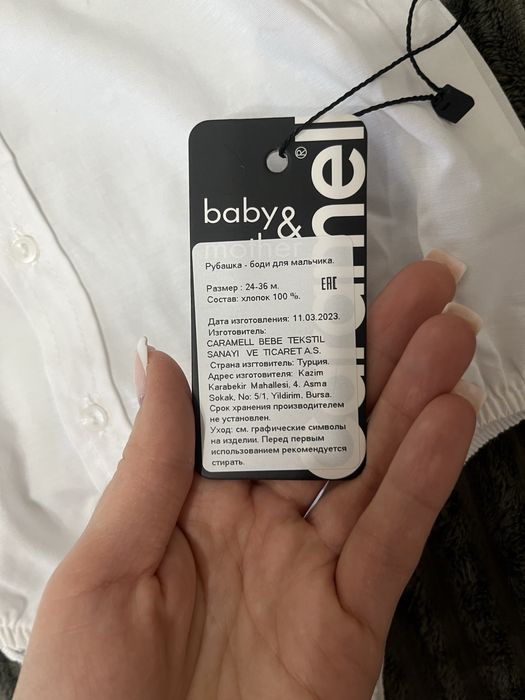 baby
&
mother
caramell
®
Рубашка - боди для мальчика.
Размер : 24-36 м.
EAC
Состав: хлопок 100 %.
Дата изготовления: 11.03.2023.
Изготовитель:
CARAMELL BEBE TEKSTIL
SANAYI VE TICARET A.S.
Страна изгтовитель: Турция.
Адрес изготовителя: Kazim
Karabekir Mahallesi, 4. Asma
Sokak, No: 5/1, Yildirim, Bursa.
Срок хранения производителем
не установлен.
Уход: см. графические символы
на изделии. Перед первым
использованием рекомендуется
стирать.